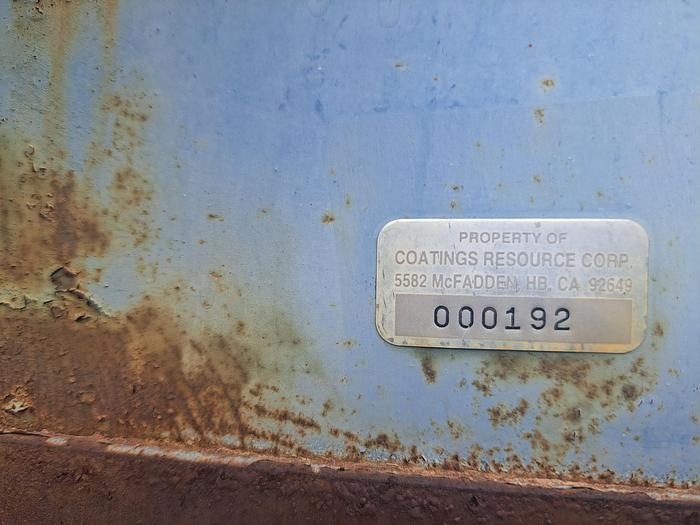 PROPERTY OF
COATINGS RESOURCE CORP.
5582 McFADDEN, HB, CA 92649
000192